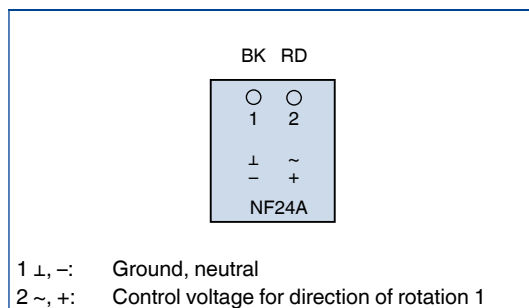 BK RD
1 2
⊥ ~
– +
NF24A
1 ⊥, –: Ground, neutral
2 ~, +: Control voltage for direction of rotation 1